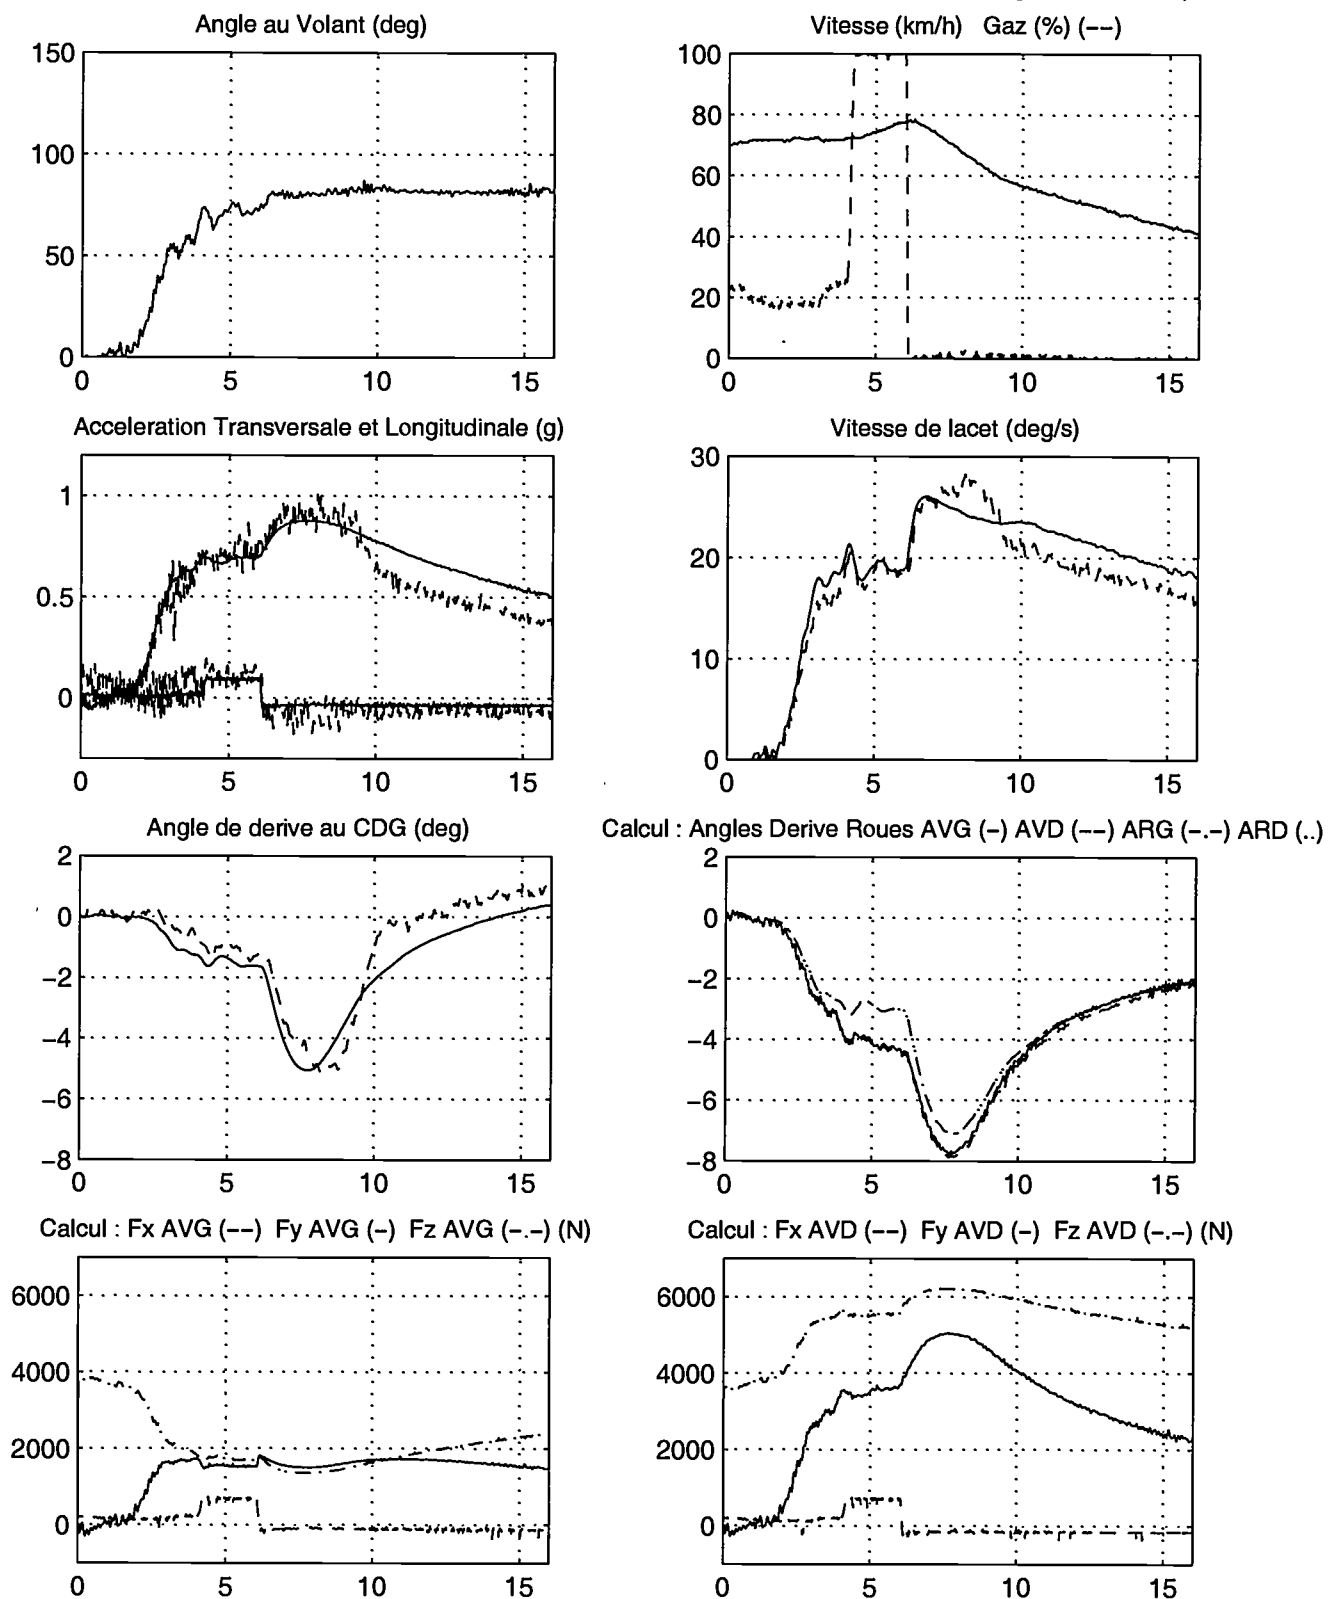 Angle au Volant (deg)
150
100
50
0
0 5 10 15
Vitesse (km/h) Gaz (%) (−−)
100
80
60
40
20
0
0 5 10 15
Acceleration Transversale et Longitudinale (g)
1
0.5
0
0 5 10 15
Vitesse de lacet (deg/s)
30
20
10
0
0 5 10 15
Angle de derive au CDG (deg)
2
0
−2
−4
−6
−8
0 5 10 15
Calcul : Angles Derive Roues AVG (−) AVD (−−) ARG (−.−) ARD (..)
2
0
−2
−4
−6
−8
0 5 10 15
Calcul : Fx AVG (−−) Fy AVG (−) Fz AVG (−.−) (N)
6000
4000
2000
0
0 5 10 15
Calcul : Fx AVD (−−) Fy AVD (−) Fz AVD (−.−) (N)
6000
4000
2000
0
0 5 10 15